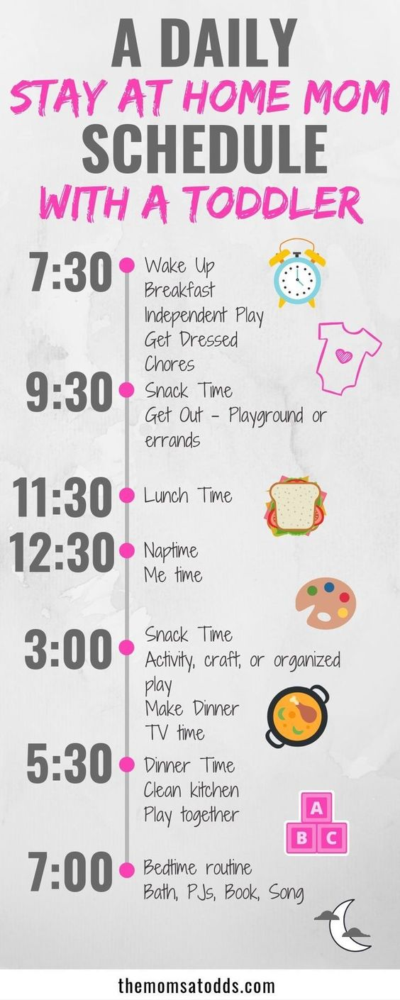 A DAILY
STAY AT HOME MOM
SCHEDULE
WITH A TODDLER
7:30
Wake Up
Breakfast
Independent Play
Get Dressed
Chores
9:30
Snack Time
Get Out - Playground or
errands
11:30
Lunch Time
12:30
Naptime
Me time
3:00
Snack Time
Activity, craft, or organized
play
Make Dinner
TV time
5:30
Dinner Time
Clean kitchen
Play together
A
B C
7:00
Bedtime routine
Bath, PJs, Book, Song
themomsatodds.com